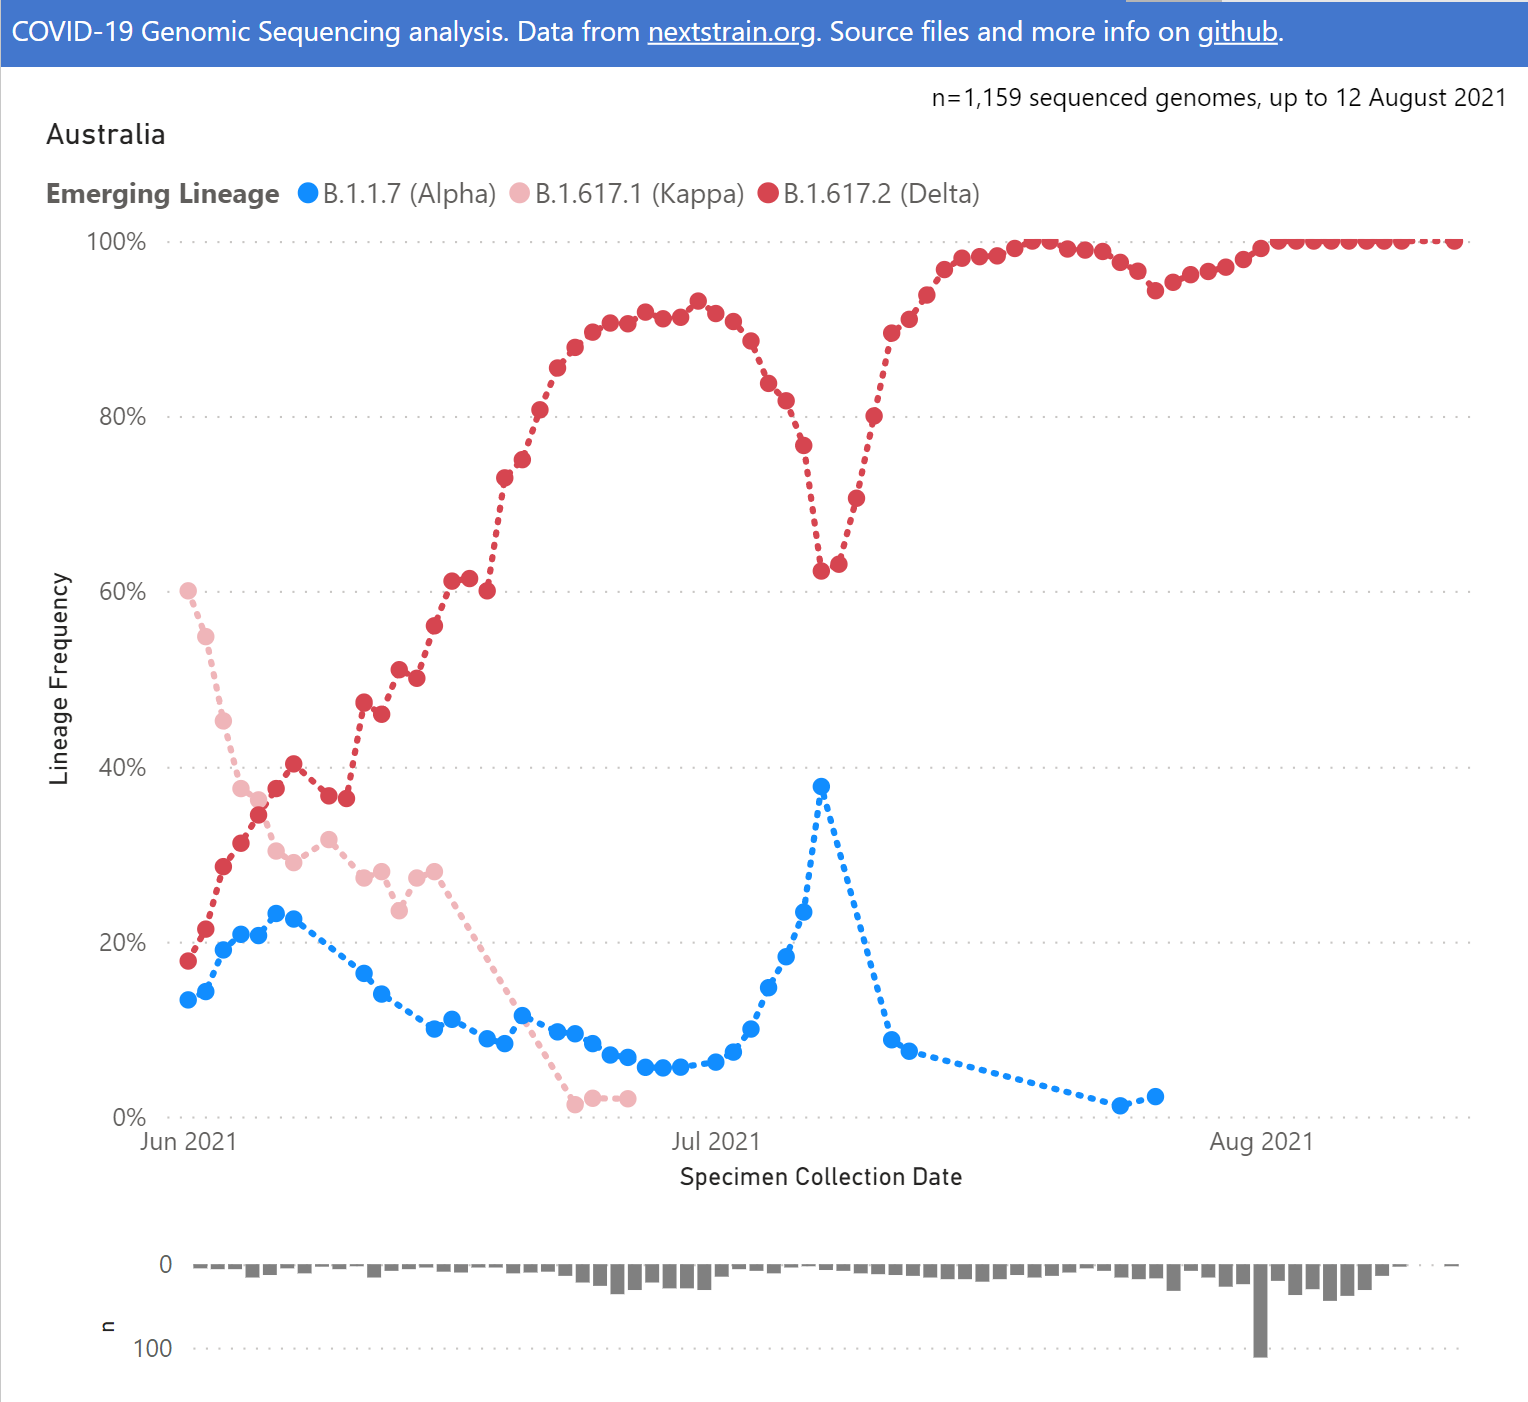 COVID-19 Genomic Sequencing analysis. Data from nextstrain.org. Source files and more info on github.
n=1,159 sequenced genomes, up to 12 August 2021
Australia
Emerging Lineage B.1.1.7 (Alpha) B.1.617.1 (Kappa) B.1.617.2 (Delta)
100%
80%
60%
40%
20%
0%
Lineage Frequency
Jun 2021 Jul 2021 Aug 2021
Specimen Collection Date
0
n
100